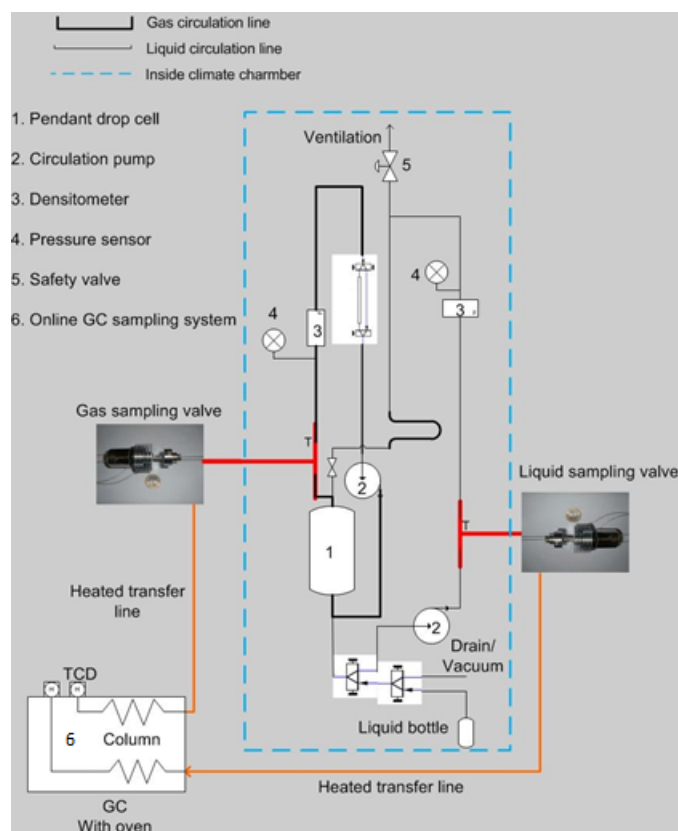 Gas circulation line
Liquid circulation line
Inside climate charmber
1. Pendant drop cell
2. Circulation pump
3. Densitometer
4. Pressure sensor
5. Safety valve
6. Online GC sampling system
Ventilation
5
4
3
4
3
Gas sampling valve
T
2
Liquid sampling valve
T
1
Heated transfer
line
2
Drain/
Vacuum
TCD
6
Column
Liquid bottle
Heated transfer line
GC
With oven